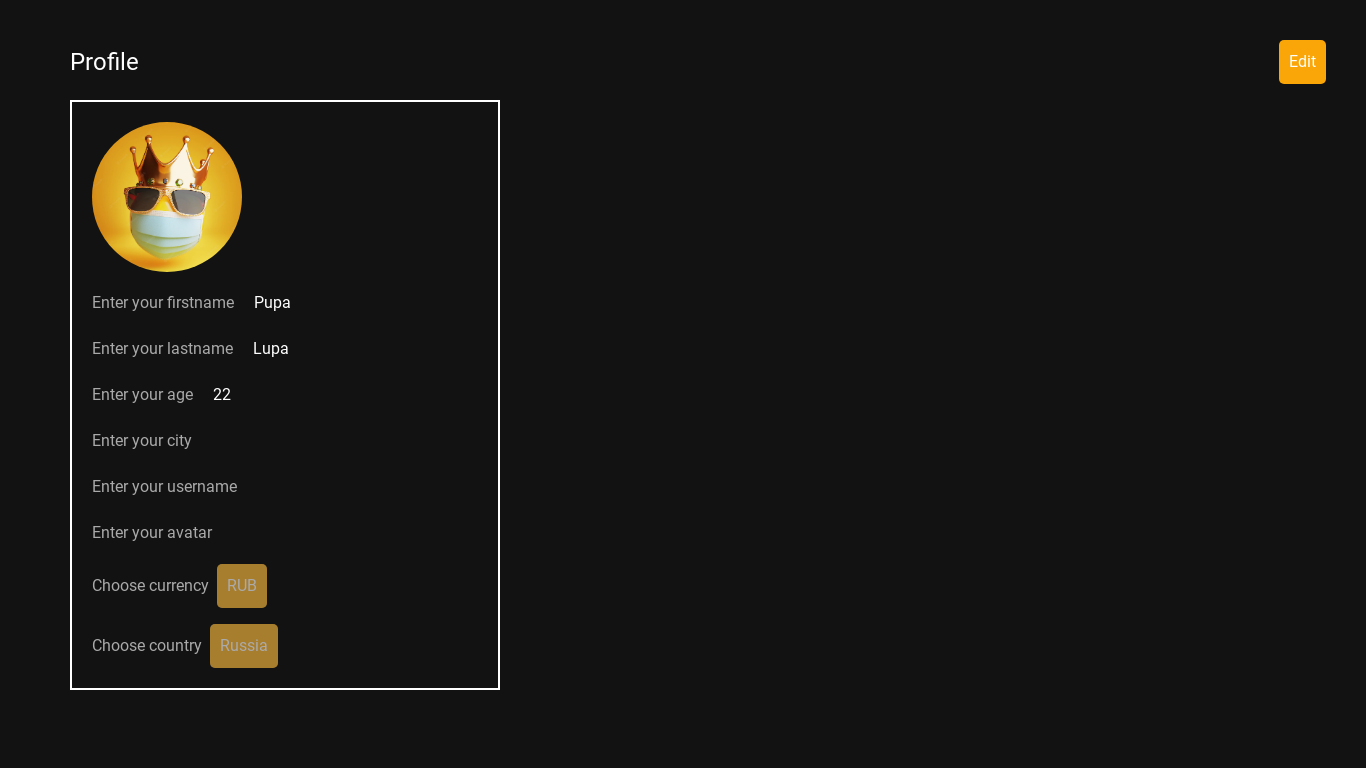 Profile
Edit
Enter your firstname Pupa
Enter your lastname Lupa
Enter your age 22
Enter your city
Enter your username
Enter your avatar
Choose currency RUB
Choose country Russia